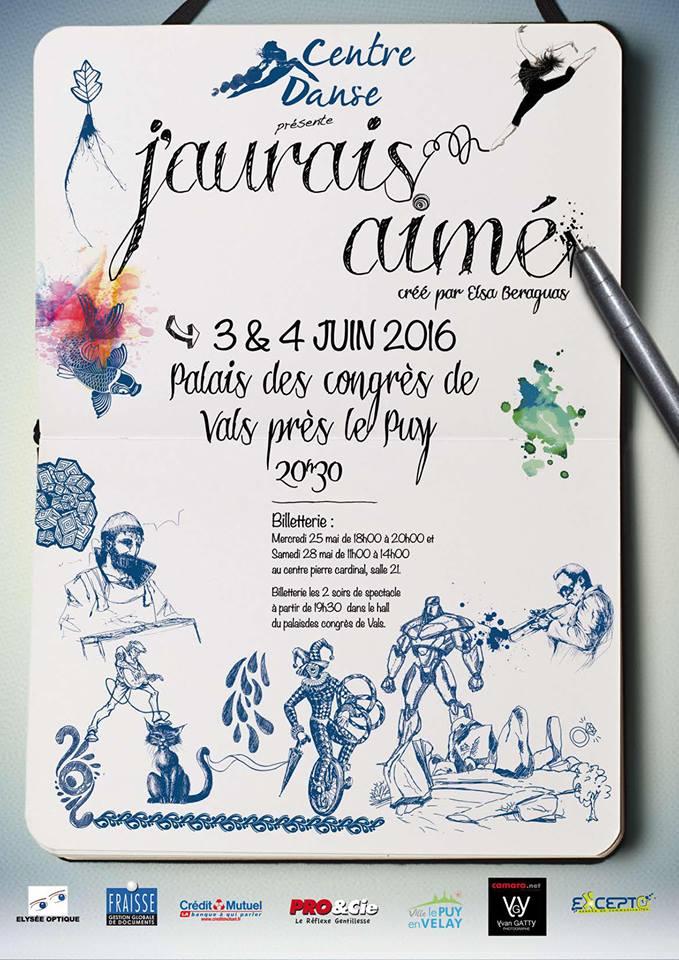 Centre
Danse
présente
j'aurais
aimé
créé par Elsa Beraguas
3 & 4 JUIN 2016
Palais des congrès de
Vals près le Puy
20h30
Billetterie :
Mercredi 25 mai de 18h00 à 20h00 et
Samedi 28 mai de 11h00 à 14h00
au centre pierre cardinal, salle 21.
Billetterie les 2 soirs de spectacle
à partir de 19h30 dans le hall
du palaisdes congrès de Vals.
ELYSÉE OPTIQUE
FRAISSE
GESTION GLOBALE
DE DOCUMENTS
Crédit Mutuel
LA banque à qui parler
www.creditmutuel.fr
PRO&Cie
Le Réflexe Gentillesse
Ville le PUY
en VELAY
camara.net
Yvan GATTY
PHOTOGRAPHE
EXCEPTO
agence de communication